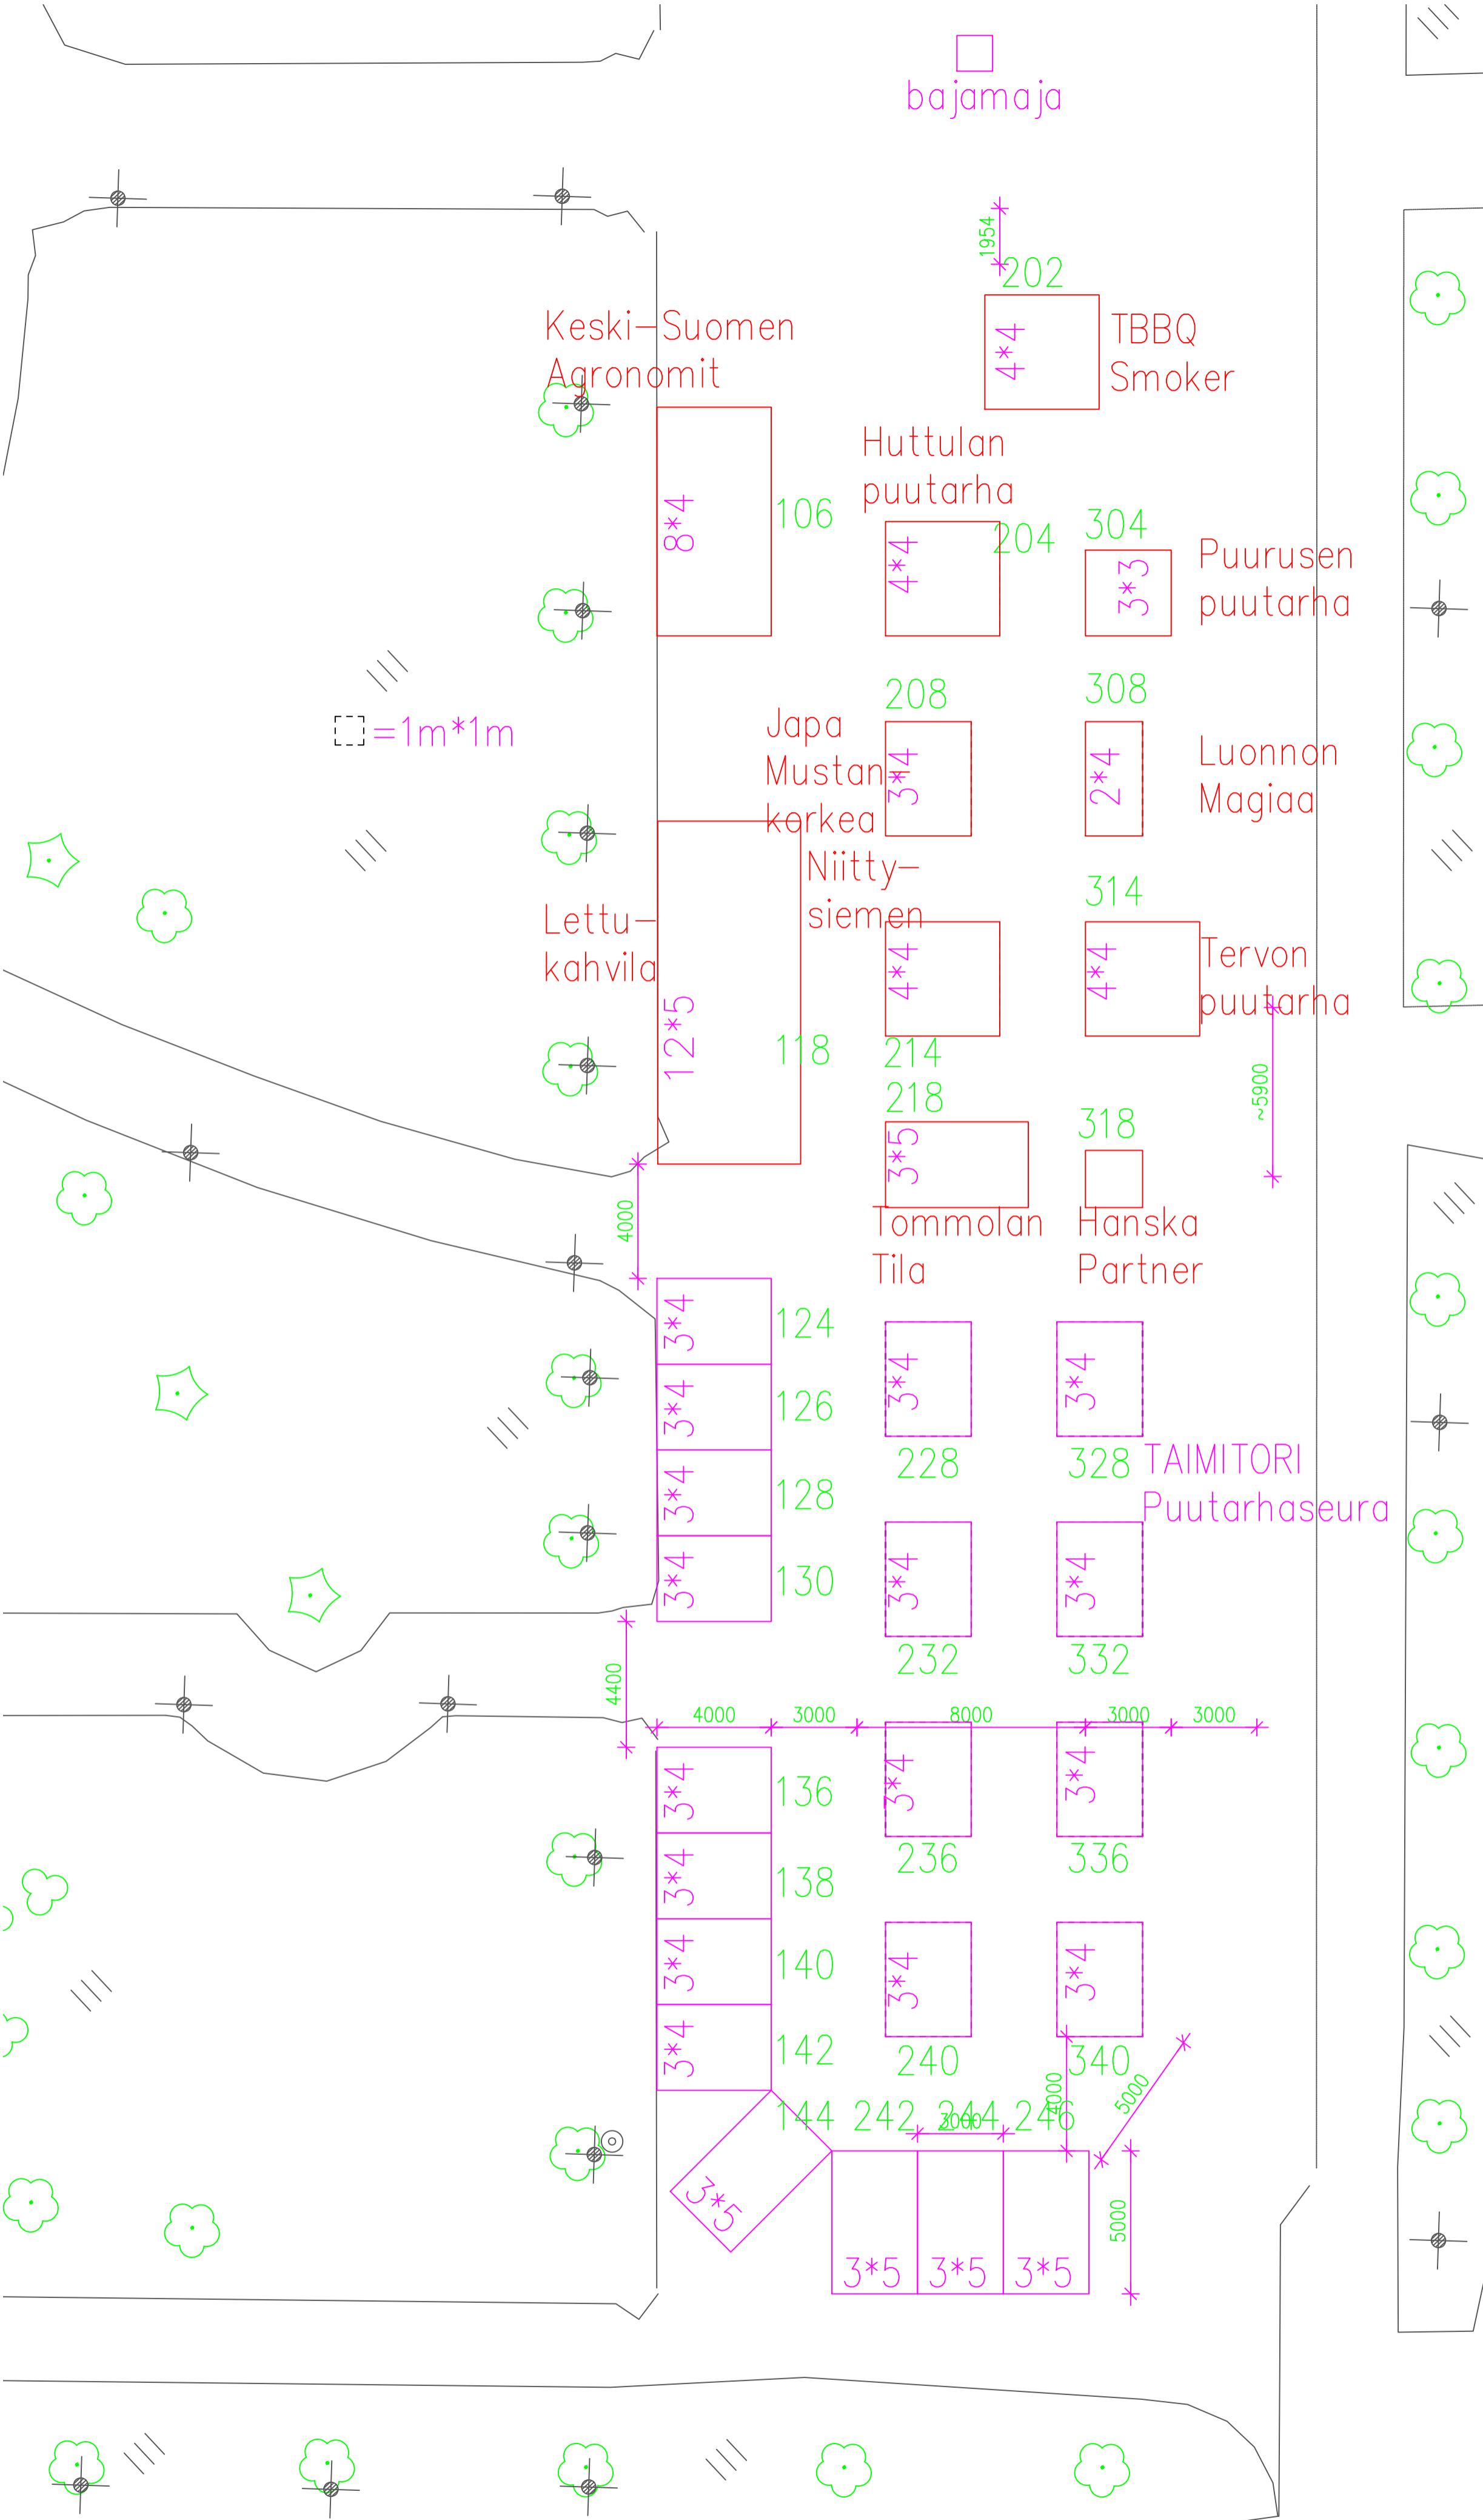 bajamaja
1954
202
4*4
TBBQ
Smoker
Keski-Suomen
Agronomit
8*4
106
Huttulan
puutarha
204
4*4
304
3*3
Puurusen
puutarha
=1m*1m
Japa
Mustan-
korkea
208
3*4
308
2*4
Luonnon
Magiaa
Lettu-
kahvila
12*5
118
Niitty-
siemen
4*4
214
314
4*4
Tervon
puutarha
~5900
218
3*5
Tommolan
Tila
318
Hanska
Partner
4000
3*4
124
3*4
126
3*4
128
3*4
130
3*4
228
3*4
328
TAIMITORI
Puutarhaseura
3*4
232
3*4
332
4400
4000 3000 8000 3000 3000
3*4
136
3*4
138
3*4
140
3*4
142
3*4
236
3*4
336
3*4
240
3*4
340
4000
5000
144 242 244 246
3000
3*5
3*5 3*5 3*5
5000